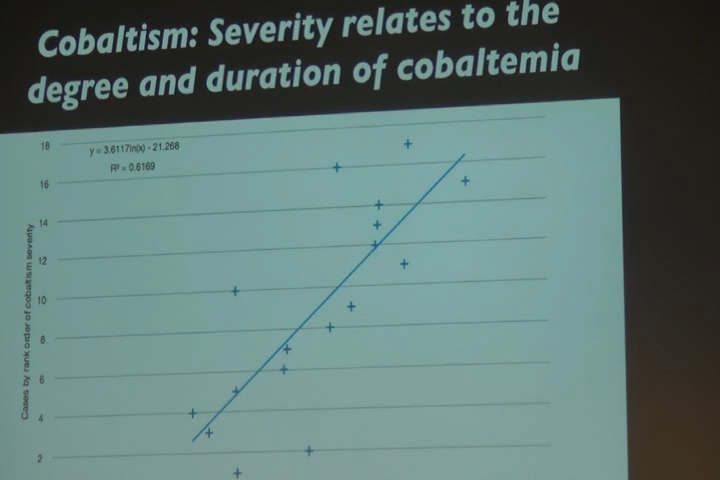 Cobaltism: Severity relates to the
degree and duration of cobaltemia
18
y = 3.6117ln(x) - 21.268
R² = 0.6169
16
14
12
10
8
6
4
2
Cases by rank order of cobaltism severity